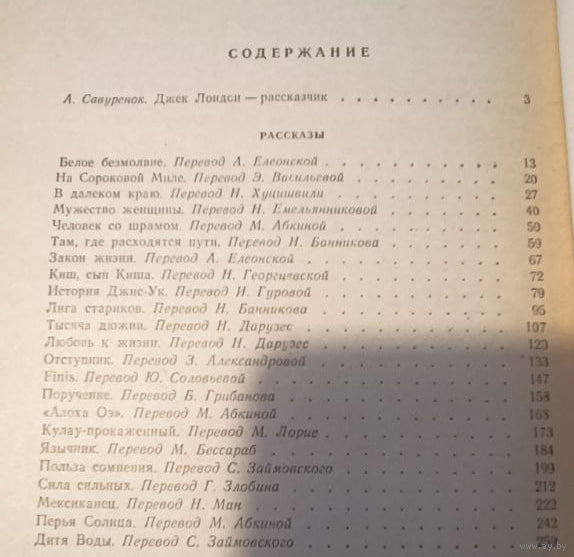 СОДЕРЖАНИЕ
А. Савуренок. Джек Лондон — рассказчик . . . . . . . . . . 3
РАССКАЗЫ
Белое безмолвие. Перевод А. Елеонской . . . . . . . . . . 13
На Сороковой Миле. Перевод Э. Васильевой . . . . . . . . . 20
В далеком краю. Перевод Н. Хуцишвили . . . . . . . . . . 27
Мужество женщины. Перевод Н. Емельянниковой . . . . . . . 40
Человек со шрамом. Перевод М. Абкиной . . . . . . . . . . 50
Там, где расходятся пути. Перевод И. Банникова . . . . . . . 59
Закон жизни. Перевод А. Елеонской . . . . . . . . . . . 67
Киш, сын Киша. Перевод Н. Георгиевской . . . . . . . . . 72
История Джис-Ук. Перевод И. Гуровой . . . . . . . . . . 79
Лига стариков. Перевод Н. Банникова . . . . . . . . . . 95
Тысяча дюжин. Перевод Н. Дарузес . . . . . . . . . . . 107
Любовь к жизни. Перевод Н. Дарузес . . . . . . . . . . 120
Отступник. Перевод З. Александровой . . . . . . . . . . 133
Finis. Перевод Ю. Соловьевой . . . . . . . . . . . . . 147
Поручение. Перевод Б. Грибанова . . . . . . . . . . . 158
«Алоха Оэ». Перевод М. Абкиной . . . . . . . . . . . . 168
Кулау-прокаженный. Перевод М. Лорие . . . . . . . . . . 173
Язычник. Перевод М. Бессараб . . . . . . . . . . . . . 184
Польза сомнения. Перевод С. Займовского . . . . . . . . . 199
Сила сильных. Перевод Г. Злобина . . . . . . . . . . . 212
Мексиканец. Перевод Н. Ман . . . . . . . . . . . . . 222
Перья Солнца. Перевод М. Абкиной . . . . . . . . . . . 242
Дитя Воды. Перевод С. Займовского . . . . . . . . . . .
www.ay.by